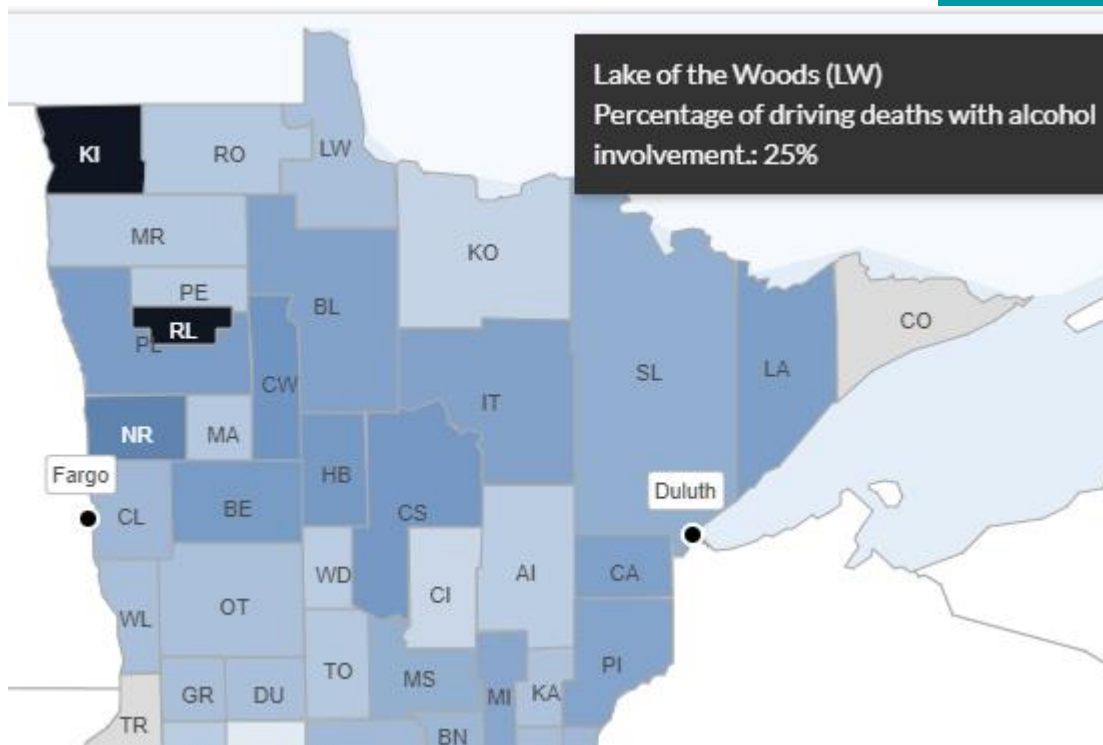 Lake of the Woods (LW)
Percentage of driving deaths with alcohol
involvement.: 25%
KI
RO
LW
MR
KO
PE
BL
RL
PL
CO
SL
LA
CW
IT
NR
MA
Fargo
HB
Duluth
CL
BE
CS
WD
AI
CA
CI
WL
OT
TO
PI
MS
GR
DU
MI
KA
TR
BN